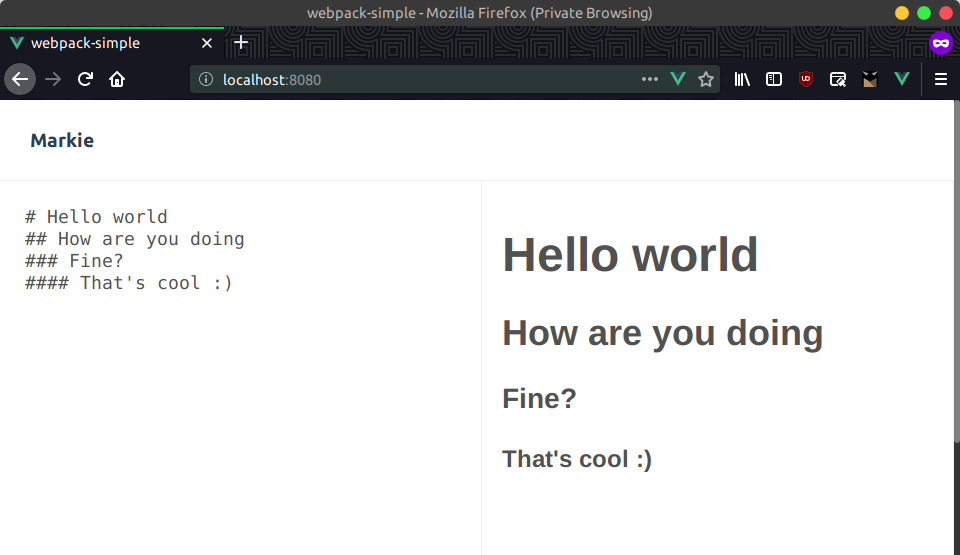 webpack-simple - Mozilla Firefox (Private Browsing)
webpack-simple
localhost:8080
Markie
# Hello world
## How are you doing
### Fine?
#### That's cool :)
Hello world
How are you doing
Fine?
That's cool :)